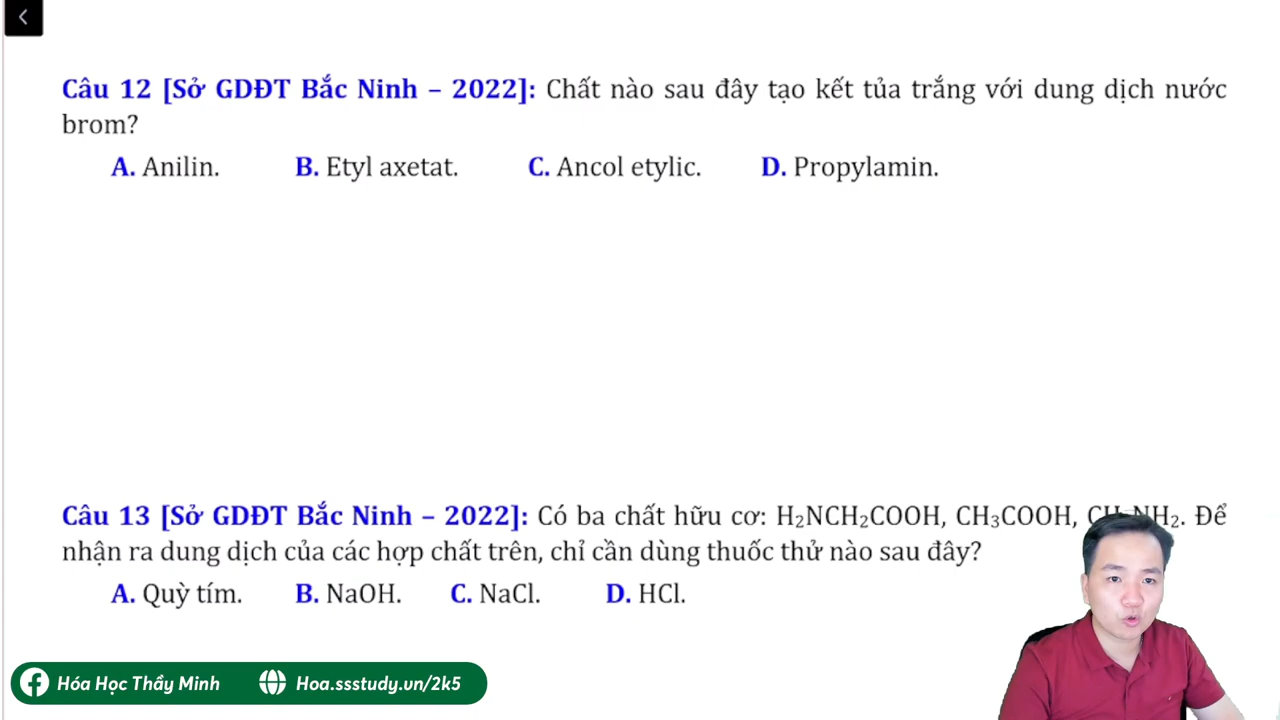 Câu 12 [Sở GDĐT Bắc Ninh – 2022]: Chất nào sau đây tạo kết tủa trắng với dung dịch nước
brom?
A. Anilin. B. Etyl axetat. C. Ancol etylic. D. Propylamin.
Câu 13 [Sở GDĐT Bắc Ninh – 2022]: Có ba chất hữu cơ: H₂NCH₂COOH, CH₃COOH, NH₂. Để
nhận ra dung dịch của các hợp chất trên, chỉ cần dùng thuốc thử nào sau đây?
A. Quỳ tím. B. NaOH. C. NaCl. D. HCl.
Hóa Học Thầy Minh Hoa.ssstudy.vn/2k5